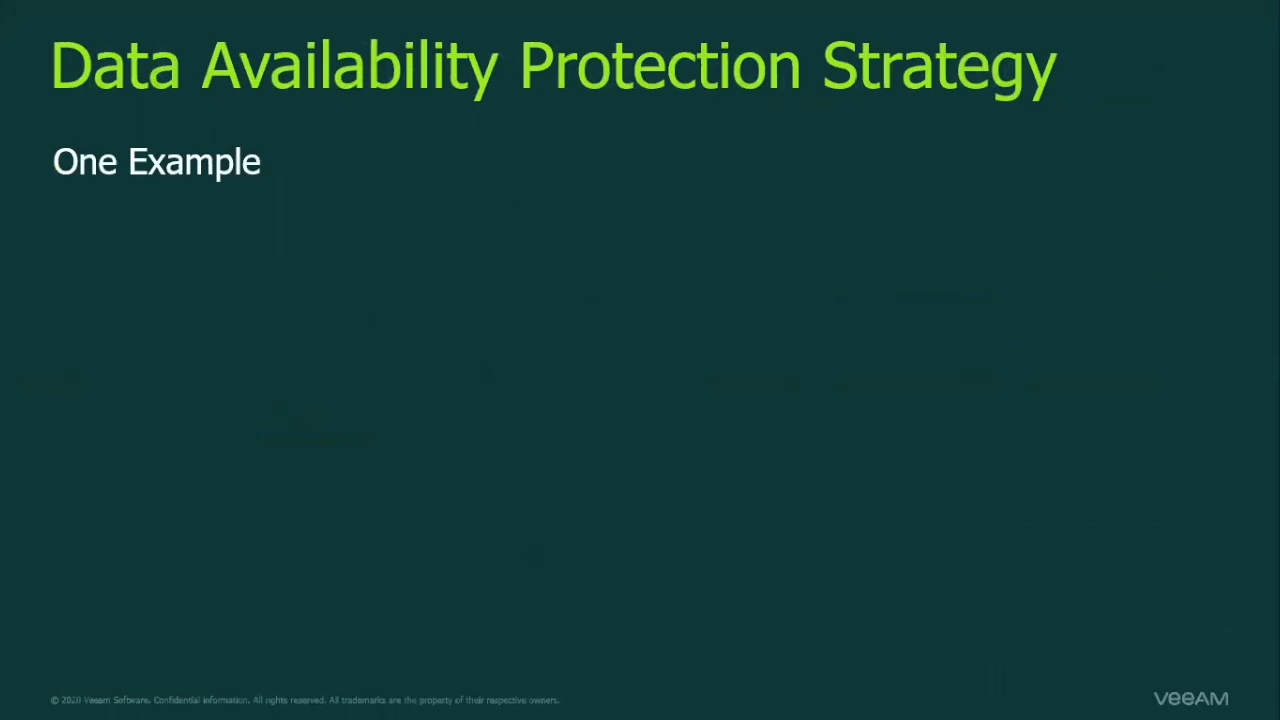 Data Availability Protection Strategy
One Example
© 2020 Veeam Software. Confidential information. All rights reserved. All trademarks are the property of their respective owners.
veeAM